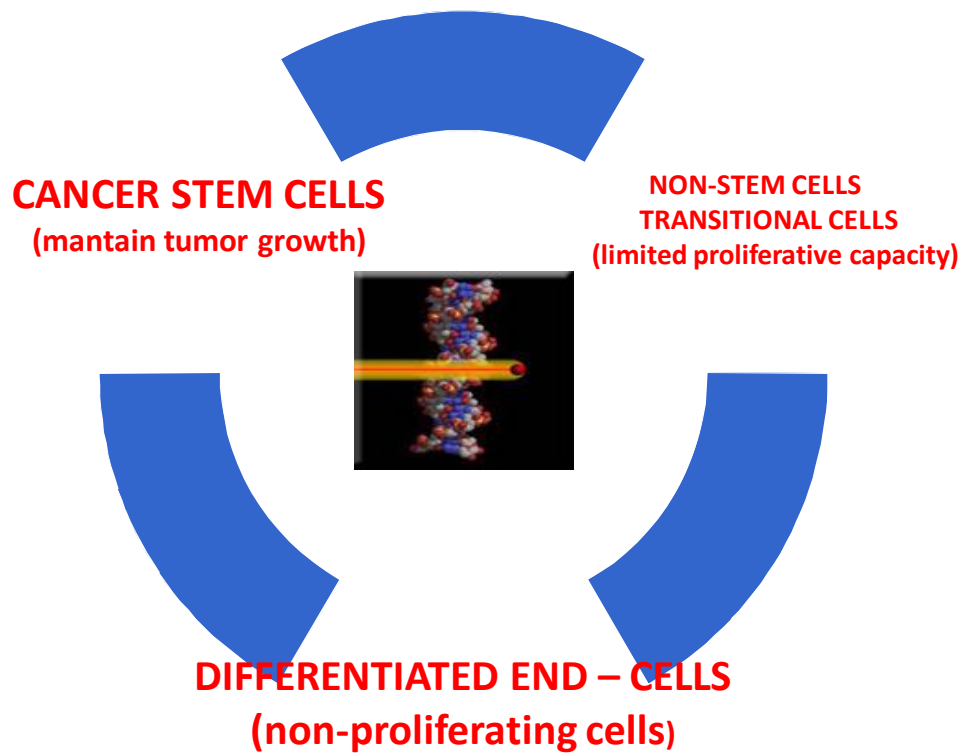 CANCER STEM CELLS
(mantain tumor growth)
NON-STEM CELLS
TRANSITIONAL CELLS
(limited proliferative capacity)
DIFFERENTIATED END – CELLS
(non-proliferating cells)